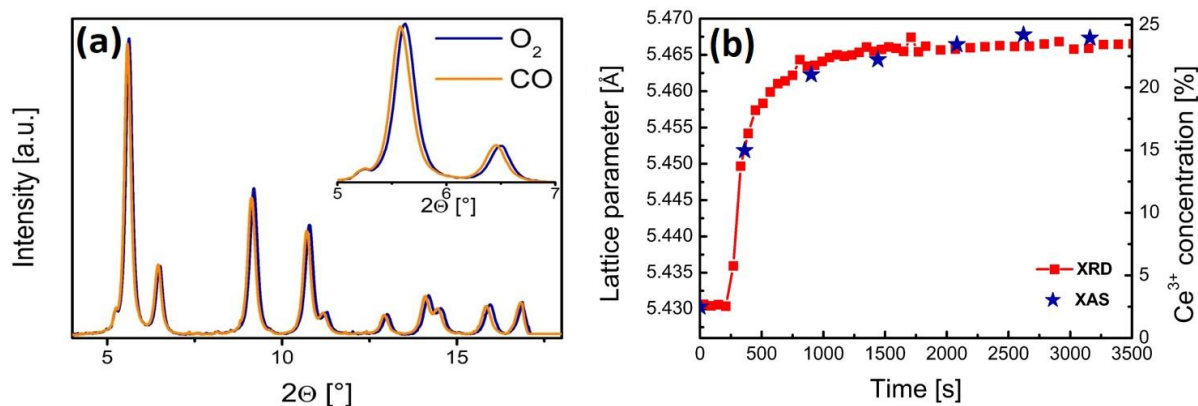 (a)
O₂
CO
Intensity [a.u.]
5 6 7
2Θ [°]
5 10 15
2Θ [°]
(b)
5.470
5.465
5.460
5.455
5.450
5.445
5.440
5.435
5.430
Lattice parameter [Å]
25
20
15
10
5
0
Ce³⁺ concentration [%]
XRD
XAS
0 500 1000 1500 2000 2500 3000 3500
Time [s]